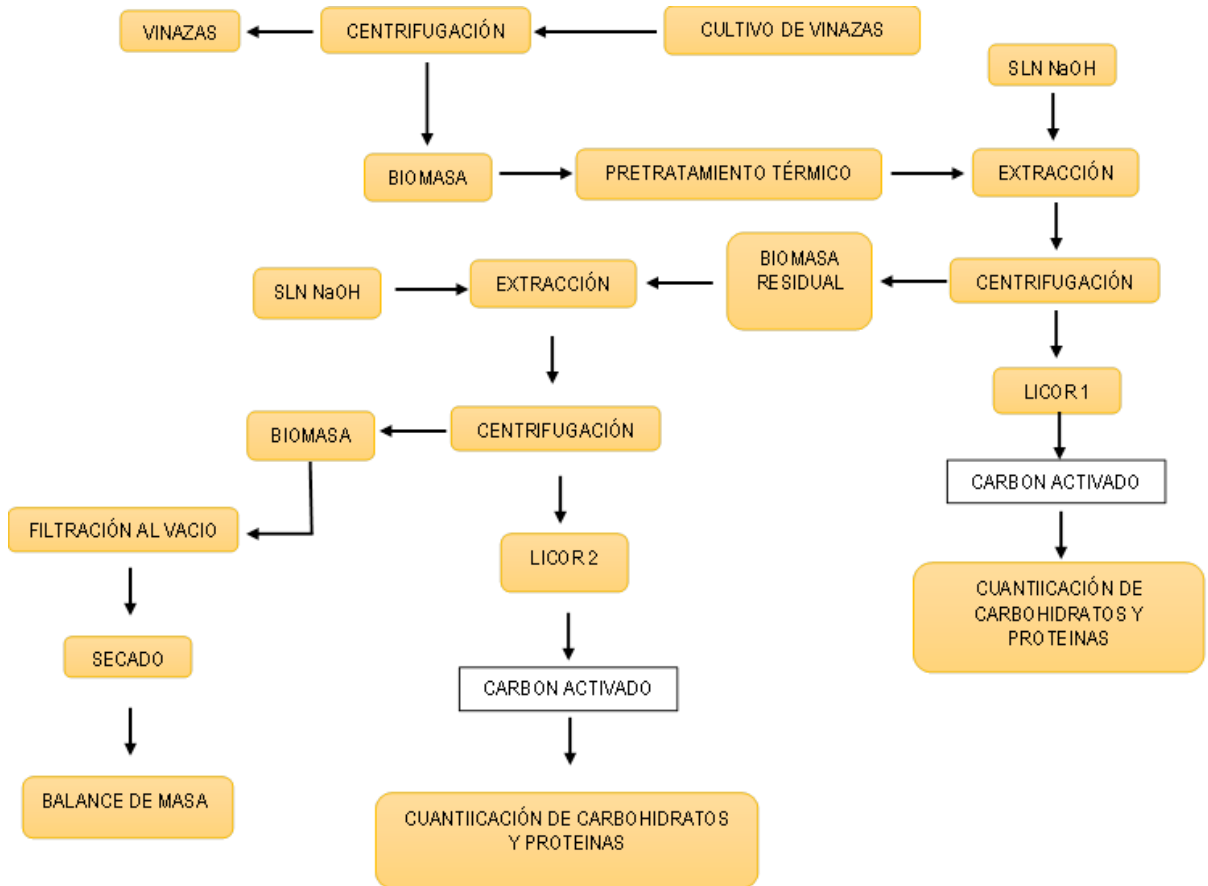 VINAZAS
CENTRIFUGACIÓN
CULTIVO DE VINAZAS
SLN NaOH
BIOMASA
PRETRATAMIENTO TÉRMICO
EXTRACCIÓN
SLN NaOH
EXTRACCIÓN
BIOMASA
RESIDUAL
CENTRIFUGACIÓN
LICOR 1
BIOMASA
CENTRIFUGACIÓN
CARBON ACTIVADO
FILTRACIÓN AL VACIO
LICOR 2
CUANTIICACIÓN DE
CARBOHIDRATOS Y
PROTEINAS
SECADO
CARBON ACTIVADO
BALANCE DE MASA
CUANTIICACIÓN DE CARBOHIDRATOS
Y PROTEINAS